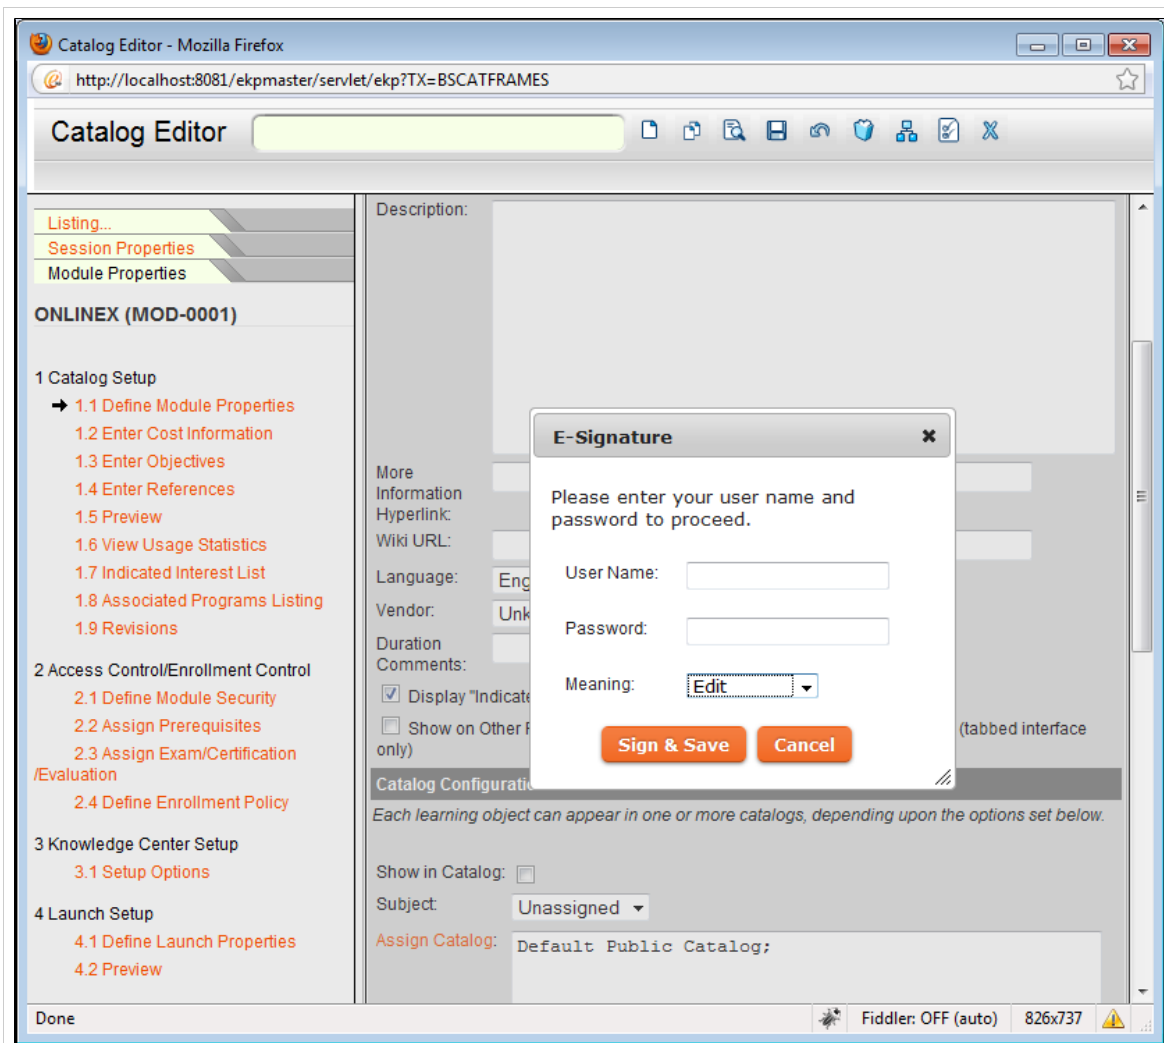 Catalog Editor - Mozilla Firefox
http://localhost:8081/ekpmaster/servlet/ekp?TX=BSCATFRAMES
Catalog Editor
Listing...
Session Properties
Module Properties
ONLINEX (MOD-0001)
1 Catalog Setup
1.1 Define Module Properties
1.2 Enter Cost Information
1.3 Enter Objectives
1.4 Enter References
1.5 Preview
1.6 View Usage Statistics
1.7 Indicated Interest List
1.8 Associated Programs Listing
1.9 Revisions
2 Access Control/Enrollment Control
2.1 Define Module Security
2.2 Assign Prerequisites
2.3 Assign Exam/Certification
/Evaluation
2.4 Define Enrollment Policy
3 Knowledge Center Setup
3.1 Setup Options
4 Launch Setup
4.1 Define Launch Properties
4.2 Preview
Description:
More
Information
Hyperlink:
Wiki URL:
Language: Eng
Vendor: Unk
Duration
Comments:
Display "Indicate
Show on Other (tabbed interface
only)
Catalog Configurati
Each learning object can appear in one or more catalogs, depending upon the options set below.
Show in Catalog:
Subject: Unassigned
Assign Catalog: Default Public Catalog;
E-Signature
Please enter your user name and
password to proceed.
User Name:
Password:
Meaning: Edit
Sign & Save Cancel
Done Fiddler: OFF (auto) 826x737